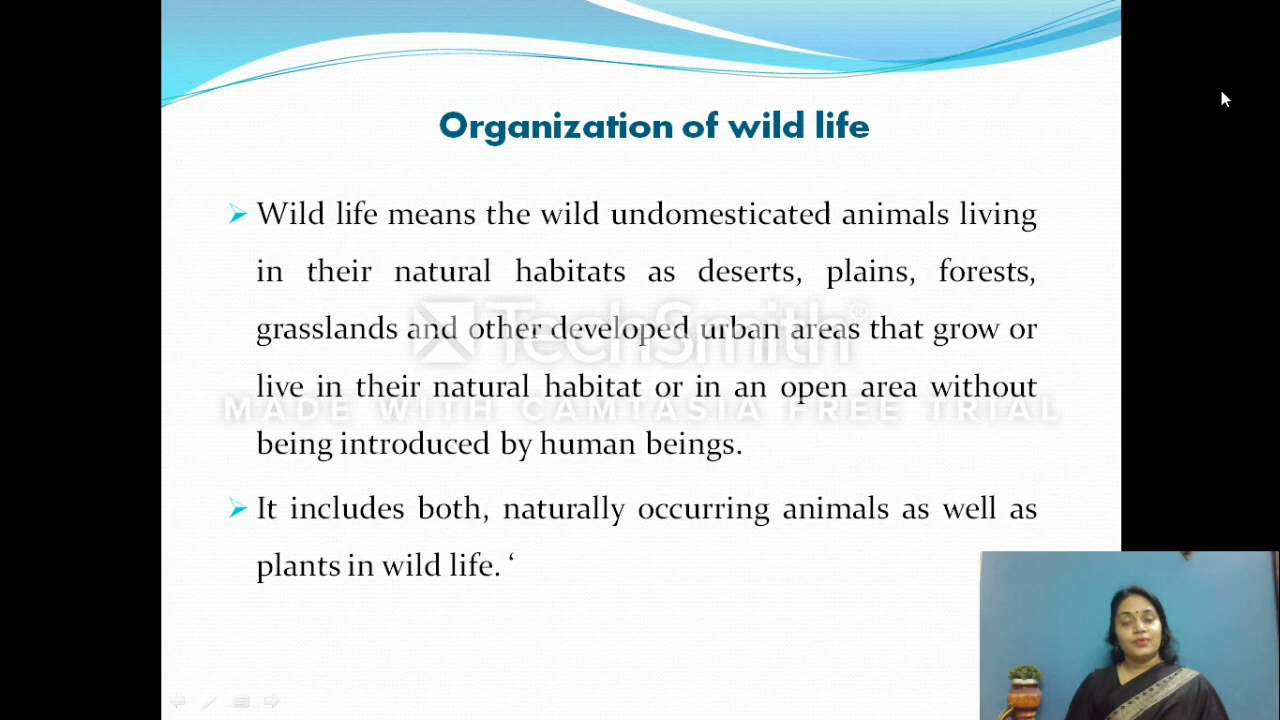 Organization of wild life
Wild life means the wild undomesticated animals living
in their natural habitats as deserts, plains, forests,
grasslands and other developed urban areas that grow or
live in their natural habitat or in an open area without
being introduced by human beings.
It includes both, naturally occurring animals as well as
plants in wild life. ‘
TechSmith®
MADE WITH CAMTASIA FREE TRIAL